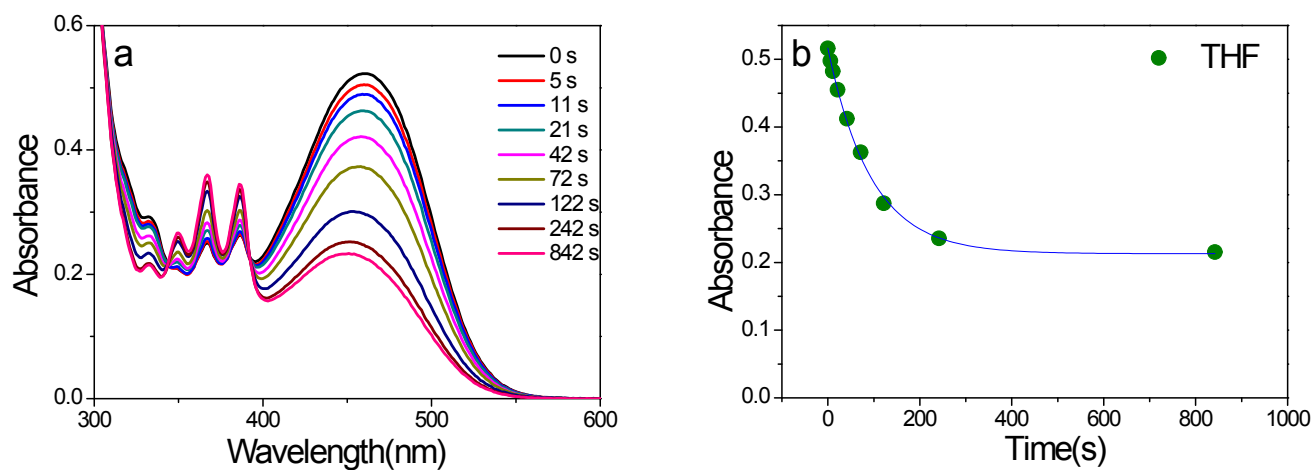 a
0 s
5 s
11 s
21 s
42 s
72 s
122 s
242 s
842 s
0.6
0.4
0.2
0.0
Absorbance
300
400
500
600
Wavelength(nm)
b
THF
0.5
0.4
0.3
0.2
0.1
0.0
Absorbance
0
200
400
600
800
1000
Time(s)